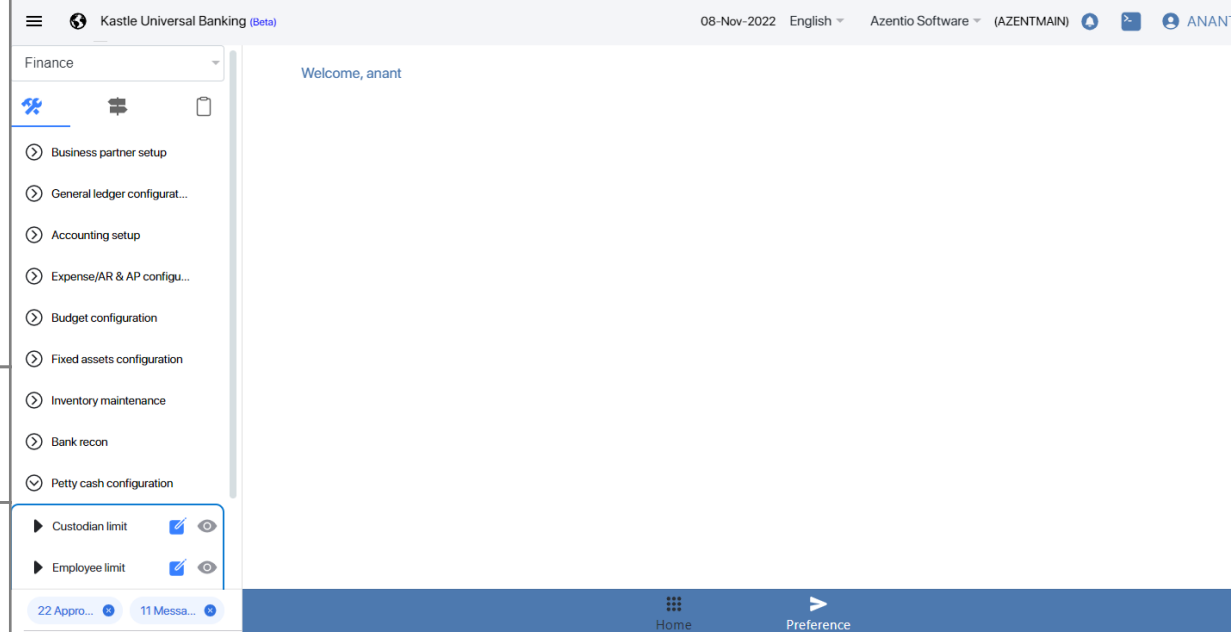 Kastle Universal Banking (Beta) 08-Nov-2022 English Azentio Software (AZENTMAIN) ANANT
Finance
Welcome, anant
Business partner setup
General ledger configurat...
Accounting setup
Expense/AR & AP configu...
Budget configuration
Fixed assets configuration
Inventory maintenance
Bank recon
Petty cash configuration
Custodian limit
Employee limit
22 Appro... 11 Messa...
Home Preference